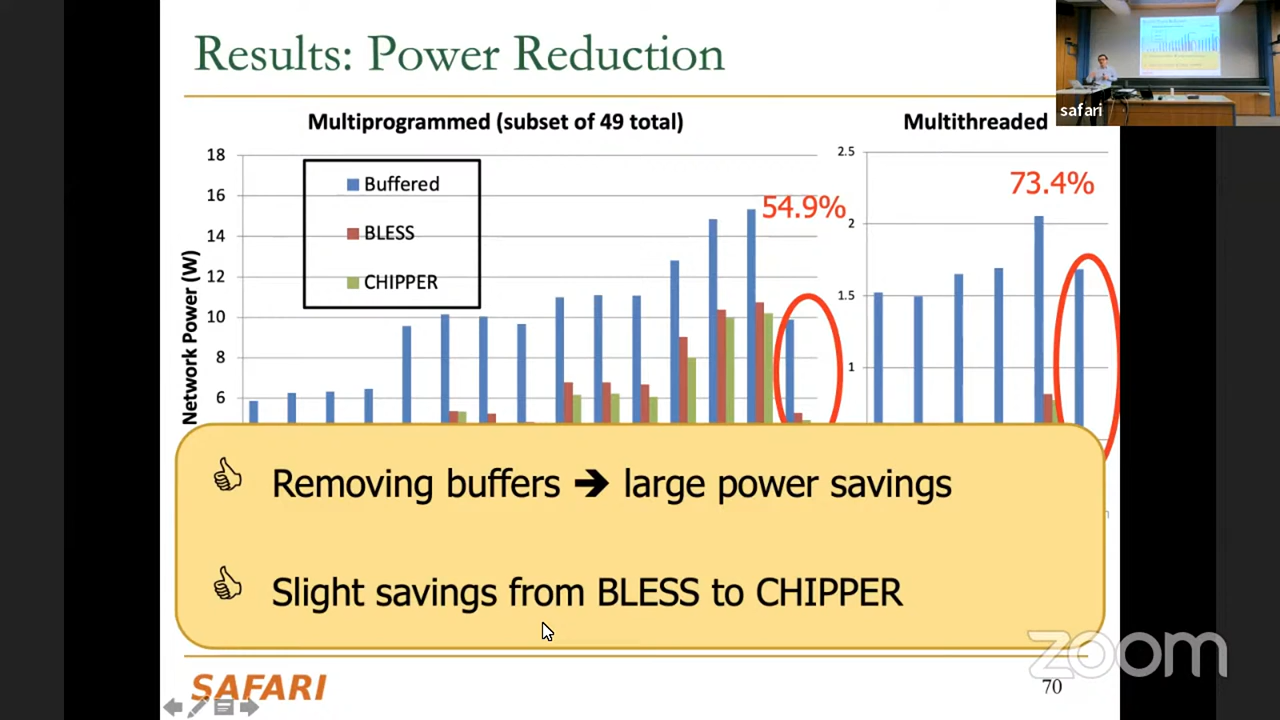 Results: Power Reduction
safari
Multiprogrammed (subset of 49 total)
Multithreaded
18
16
14
12
10
8
6
Network Power (W)
Buffered
BLESS
CHIPPER
54.9%
2.5
2
1.5
1
73.4%
Removing buffers → large power savings
Slight savings from BLESS to CHIPPER
zoom
SAFARI
70